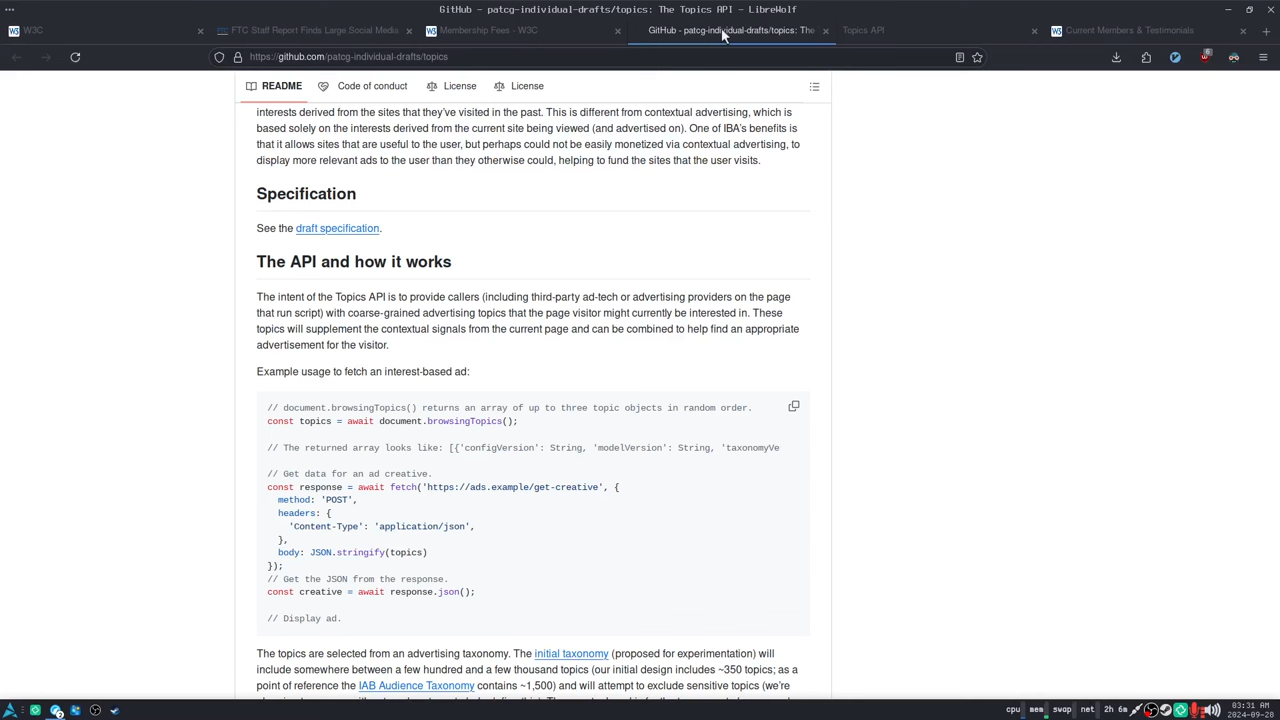 GitHub – patcg-individual-drafts/topics: The Topics API – LibreWolf
W3C
FTC Staff Report Finds Large Social Media
Membership Fees - W3C
GitHub - patcg-individual-drafts/topics: The
Topics API
Current Members & Testimonials
https://github.com/patcg-individual-drafts/topics
6
README
Code of conduct
License
License
interests derived from the sites that they've visited in the past. This is different from contextual advertising, which is
based solely on the interests derived from the current site being viewed (and advertised on). One of IBA's benefits is
that it allows sites that are useful to the user, but perhaps could not be easily monetized via contextual advertising, to
display more relevant ads to the user than they otherwise could, helping to fund the sites that the user visits.
Specification
See the draft specification.
The API and how it works
The intent of the Topics API is to provide callers (including third-party ad-tech or advertising providers on the page
that run script) with coarse-grained advertising topics that the page visitor might currently be interested in. These
topics will supplement the contextual signals from the current page and can be combined to help find an appropriate
advertisement for the visitor.
Example usage to fetch an interest-based ad:
// document.browsingTopics() returns an array of up to three topic objects in random order.
const topics = await document.browsingTopics();
// The returned array looks like: [{'configVersion': String, 'modelVersion': String, 'taxonomyVe
// Get data for an ad creative.
const response = await fetch('https://ads.example/get-creative', {
method: 'POST',
headers: {
'Content-Type': 'application/json',
},
body: JSON.stringify(topics)
});
// Get the JSON from the response.
const creative = await response.json();
// Display ad.
The topics are selected from an advertising taxonomy. The initial taxonomy (proposed for experimentation) will
include somewhere between a few hundred and a few thousand topics (our initial design includes ~350 topics; as a
point of reference the IAB Audience Taxonomy contains ~1,500) and will attempt to exclude sensitive topics (we're
cpu mem swap net 2h 6m
03:31 AM
2024-09-28